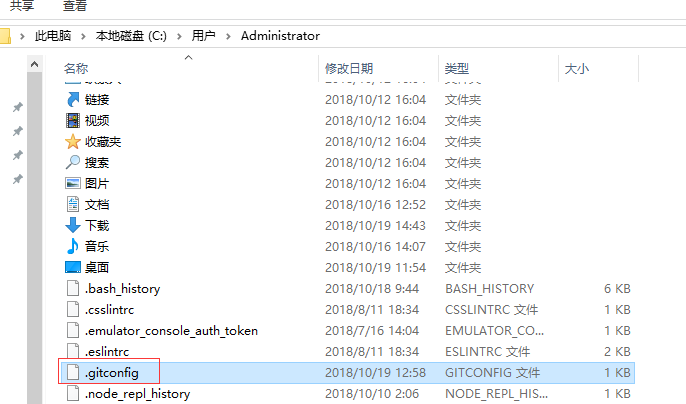 共享 查看
此电脑 本地磁盘 (C:) 用户 Administrator
名称 修改日期 类型 大小
2018/10/12 16:04 文件夹
链接 2018/10/12 16:04 文件夹
视频 2018/10/12 16:04 文件夹
收藏夹 2018/10/12 16:04 文件夹
搜索 2018/10/12 16:04 文件夹
图片 2018/10/12 16:04 文件夹
文档 2018/10/16 12:52 文件夹
下载 2018/10/19 14:43 文件夹
音乐 2018/10/16 14:07 文件夹
桌面 2018/10/19 11:54 文件夹
.bash_history 2018/10/18 9:44 BASH_HISTORY 6 KB
.csslintrc 2018/8/11 18:34 CSSLINTRC 文件 1 KB
.emulator_console_auth_token 2018/7/16 14:04 EMULATOR_CO... 1 KB
.eslintrc 2018/8/11 18:34 ESLINTRC 文件 2 KB
.gitconfig 2018/10/19 12:58 GITCONFIG 文件 1 KB
.node_repl_history 2018/10/10 2:06 NODE_REPL_HIS... 1 KB